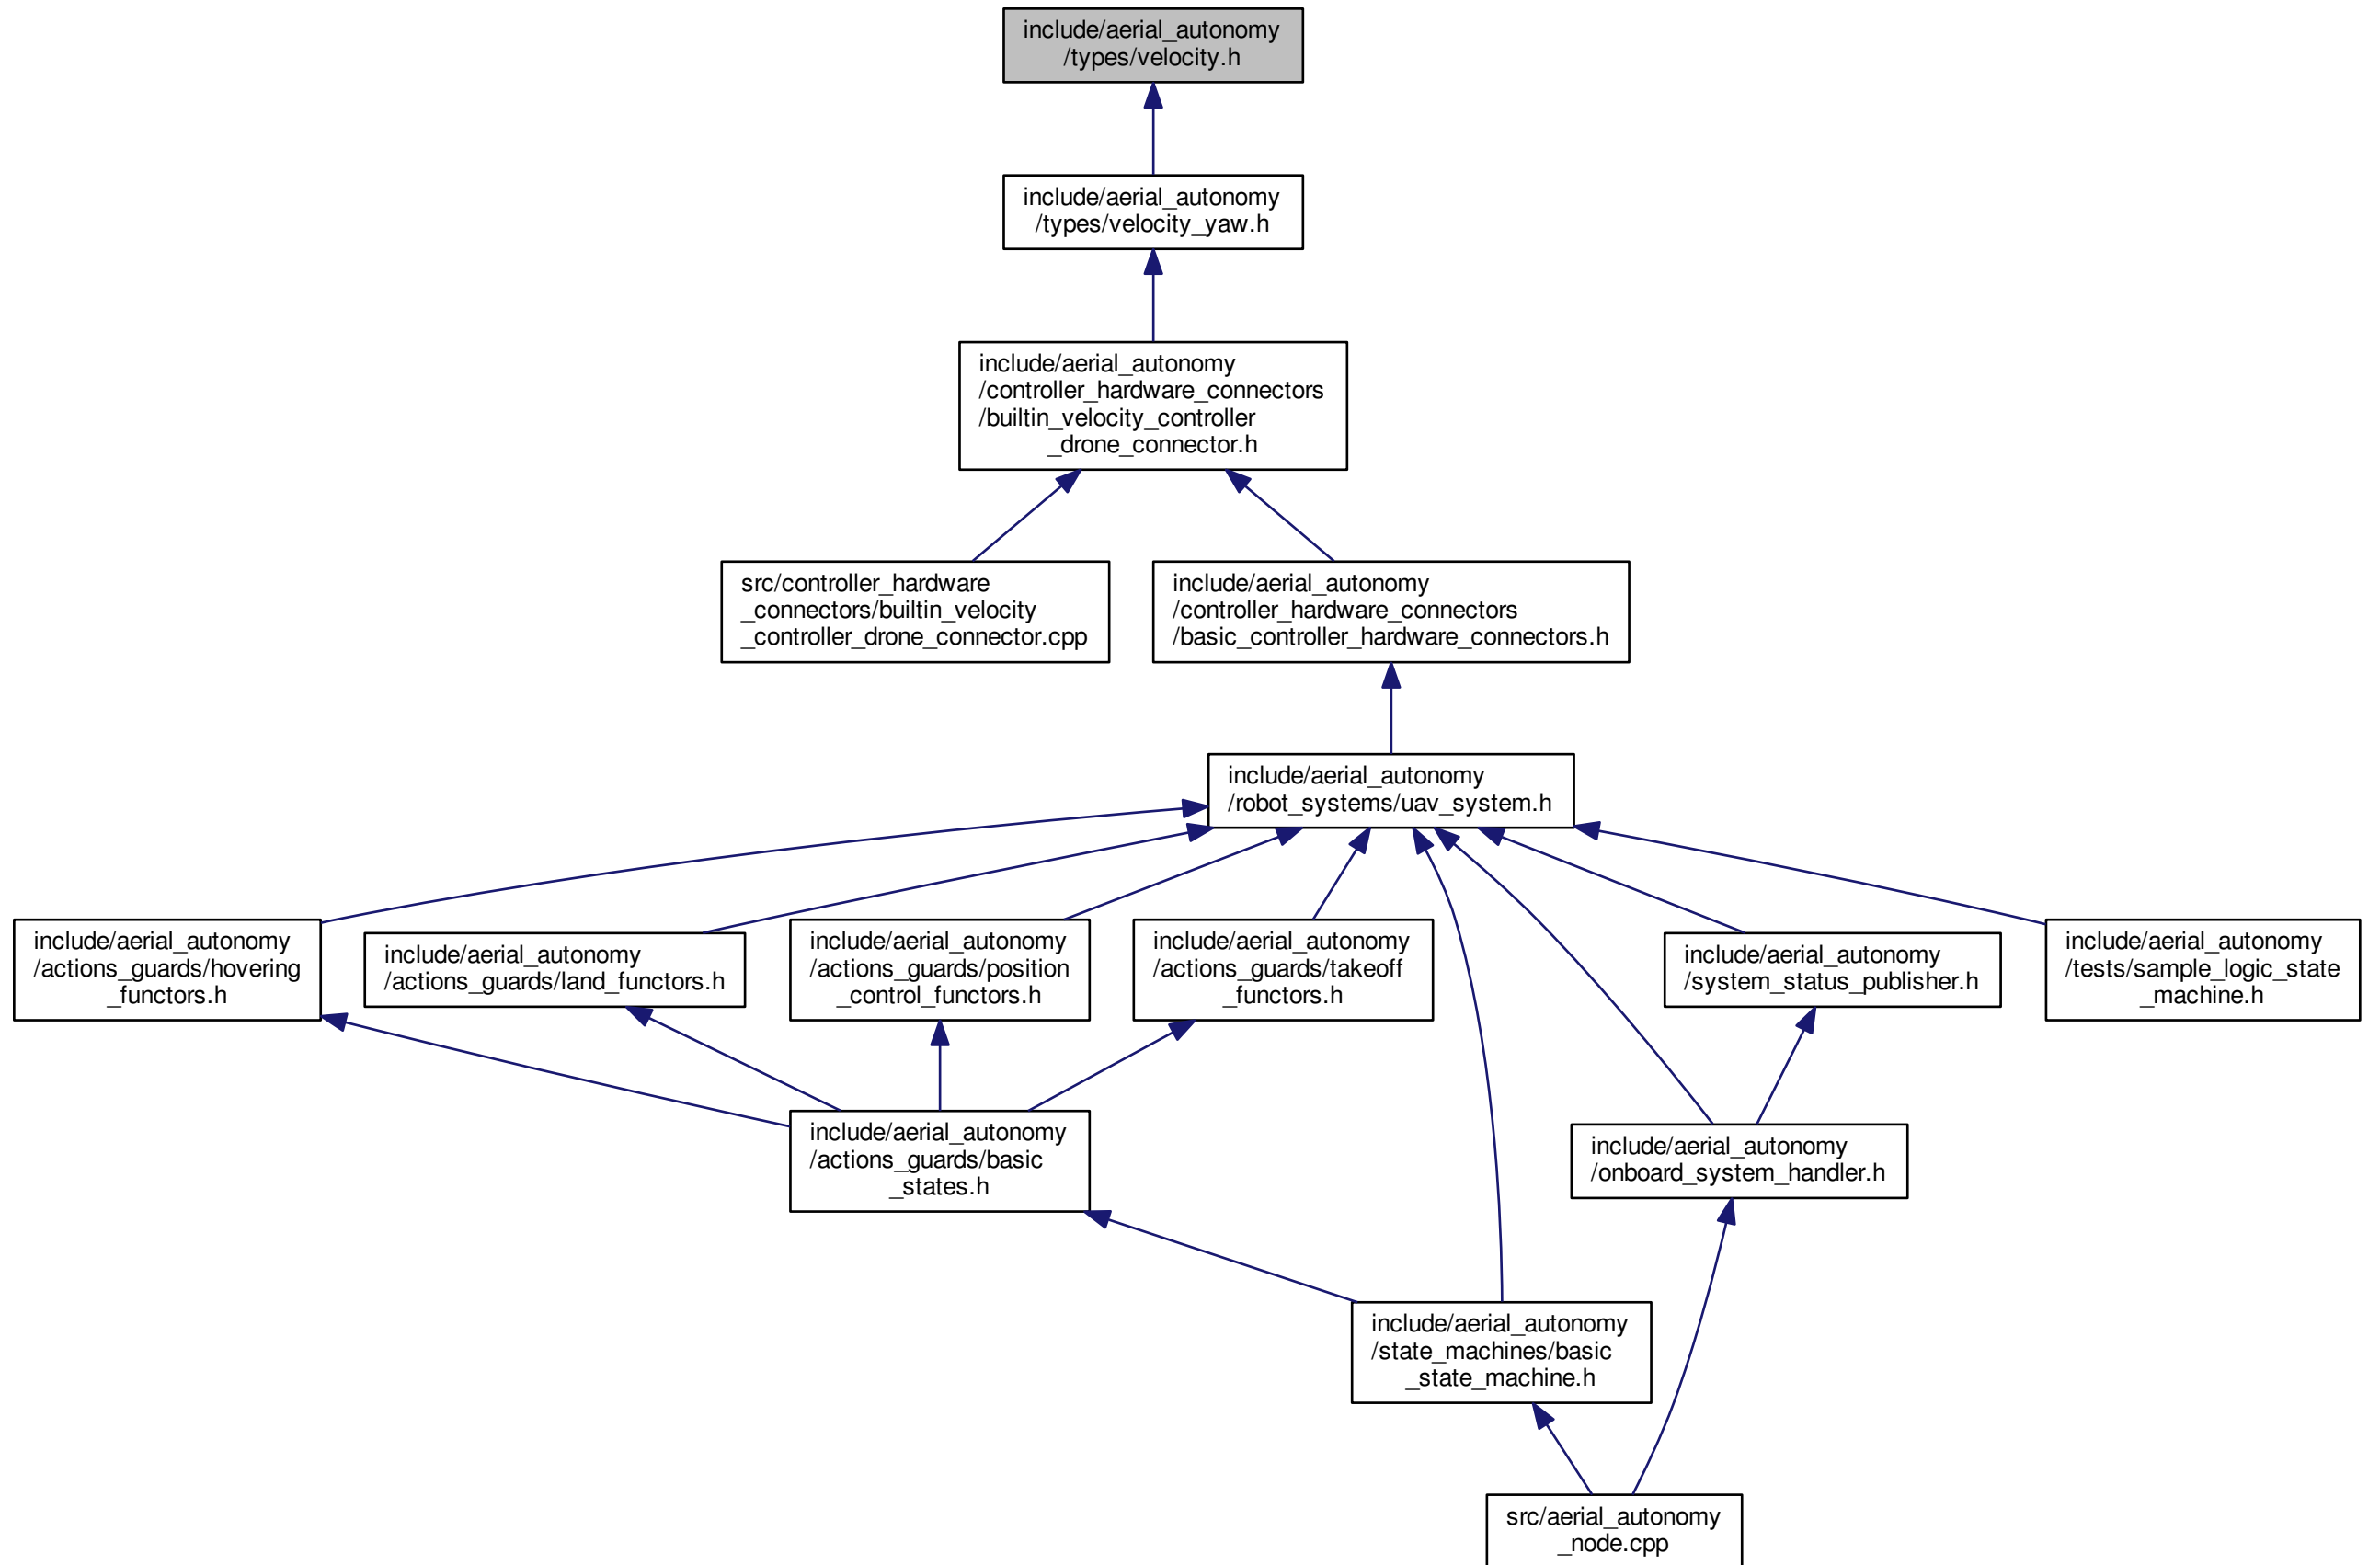 include/aerial_autonomy
/types/velocity.h
include/aerial_autonomy
/types/velocity_yaw.h
include/aerial_autonomy
/controller_hardware_connectors
/builtin_velocity_controller
_drone_connector.h
src/controller_hardware
_connectors/builtin_velocity
_controller_drone_connector.cpp
include/aerial_autonomy
/controller_hardware_connectors
/basic_controller_hardware_connectors.h
include/aerial_autonomy
/robot_systems/uav_system.h
include/aerial_autonomy
/actions_guards/hovering
_functors.h
include/aerial_autonomy
/actions_guards/land_functors.h
include/aerial_autonomy
/actions_guards/position
_control_functors.h
include/aerial_autonomy
/actions_guards/takeoff
_functors.h
include/aerial_autonomy
/system_status_publisher.h
include/aerial_autonomy
/tests/sample_logic_state
_machine.h
include/aerial_autonomy
/actions_guards/basic
_states.h
include/aerial_autonomy
/onboard_system_handler.h
include/aerial_autonomy
/state_machines/basic
_state_machine.h
src/aerial_autonomy
_node.cpp